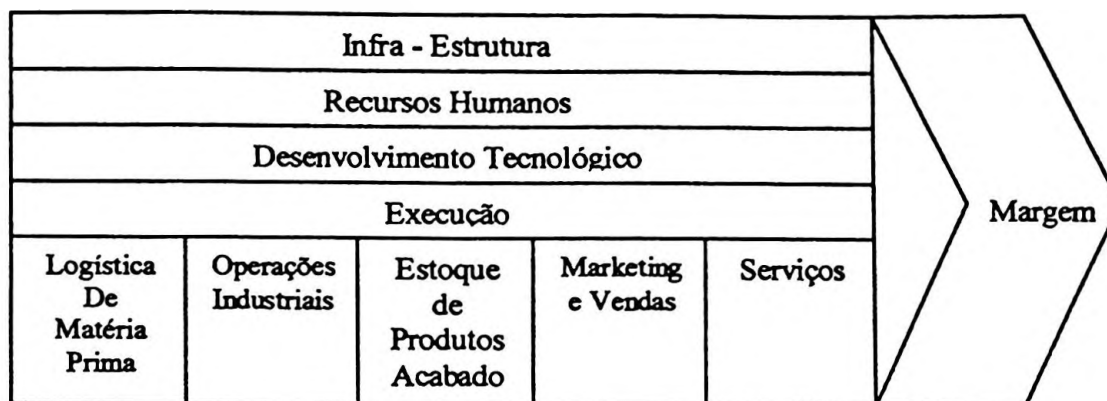 Infra - Estrutura
Recursos Humanos
Desenvolvimento Tecnológico
Execução
Margem
Logística
De
Matéria
Prima
Operações
Industriais
Estoque
de
Produtos
Acabado
Marketing
e Vendas
Serviços